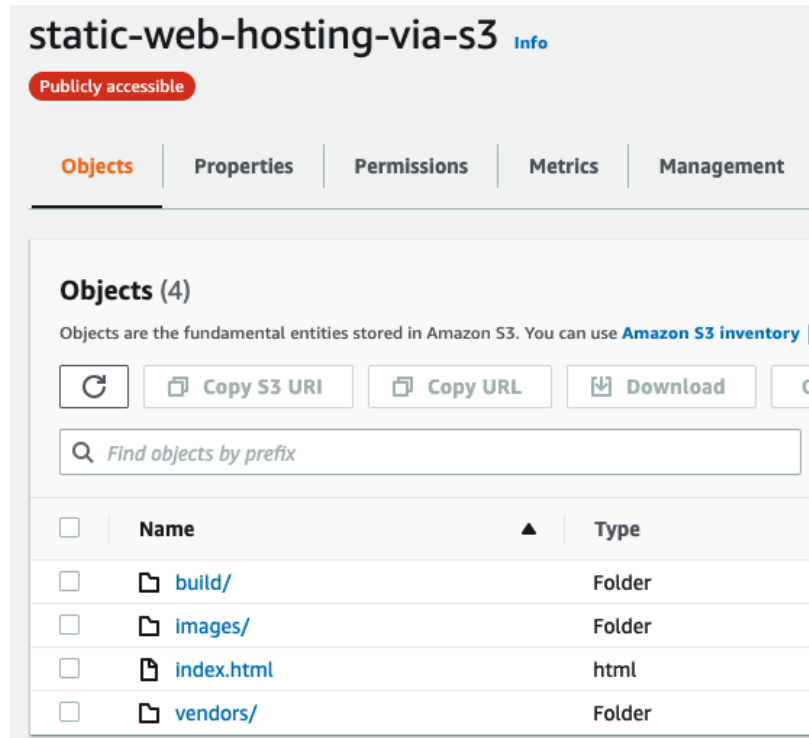 static-web-hosting-via-s3 Info
Publicly accessible
Objects Properties Permissions Metrics Management
Objects (4)
Objects are the fundamental entities stored in Amazon S3. You can use Amazon S3 inventory
Copy S3 URI Copy URL Download
Find objects by prefix
Name Type
build/ Folder
images/ Folder
index.html html
vendors/ Folder